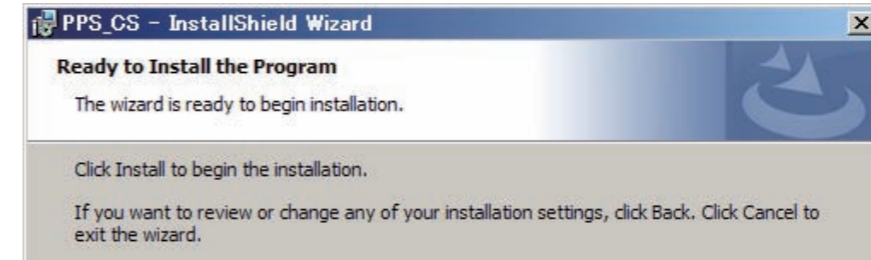 PPS_CS - InstallShield Wizard
Ready to Install the Program
The wizard is ready to begin installation.
Click Install to begin the installation.
If you want to review or change any of your installation settings, click Back. Click Cancel to
exit the wizard.